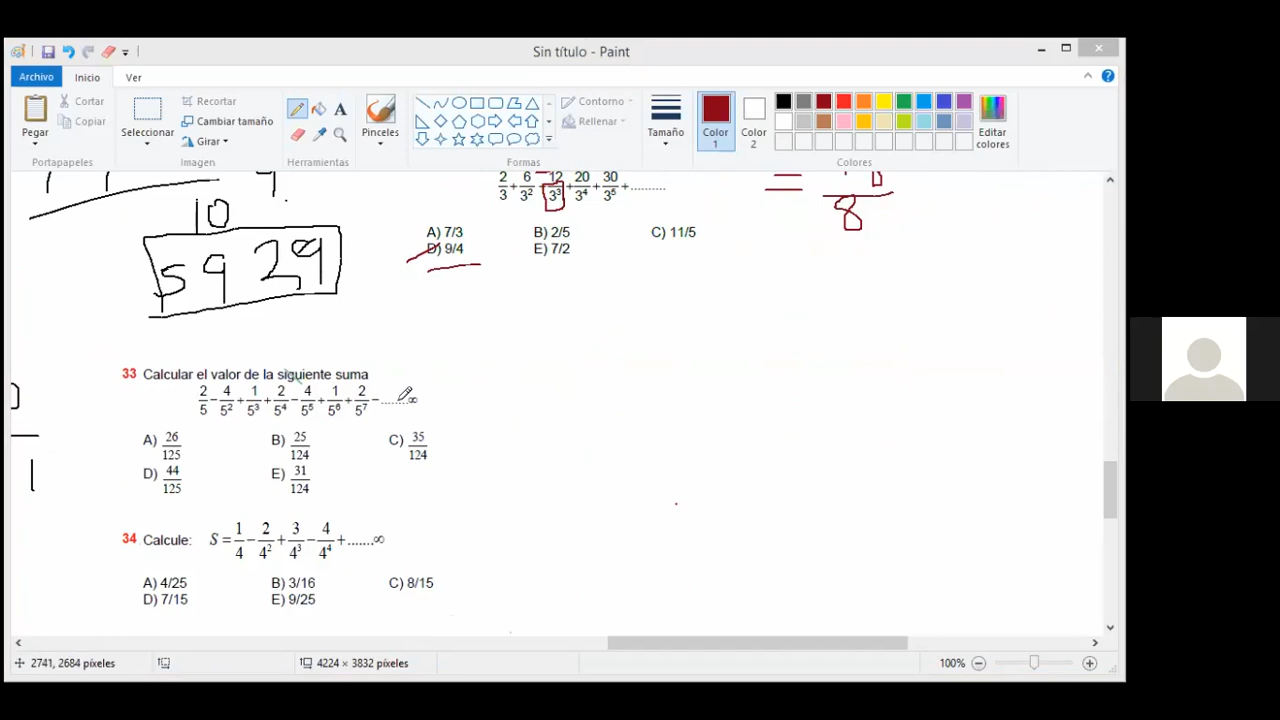 Sin título - Paint
Archivo Inicio Ver
Pegar
Cortar
Copiar
Portapapeles
Seleccionar
Recortar
Cambiar tamaño
Girar
Imagen
A
Herramientas
Pinceles
Contorno
Rellenar
Formas
Tamaño
Color 1
Color 2
Editar colores
Colores
2/3 + 6/3² + 12/3³ + 20/3⁴ + 30/3⁵ + ..........
A) 7/3 B) 2/5 C) 11/5
D) 9/4 E) 7/2
= 8
10
5929
33 Calcular el valor de la siguiente suma
2/5 − 4/5² + 1/5³ + 2/5⁴ − 4/5⁵ + 1/5⁶ + 2/5⁷ − .......∞
A) 26/125 B) 25/124 C) 35/124
D) 44/125 E) 31/124
34 Calcule: S = 1/4 − 2/4² + 3/4³ − 4/4⁴ + .......∞
A) 4/25 B) 3/16 C) 8/15
D) 7/15 E) 9/25
2741, 2684 píxeles
4224 × 3832 píxeles
100%